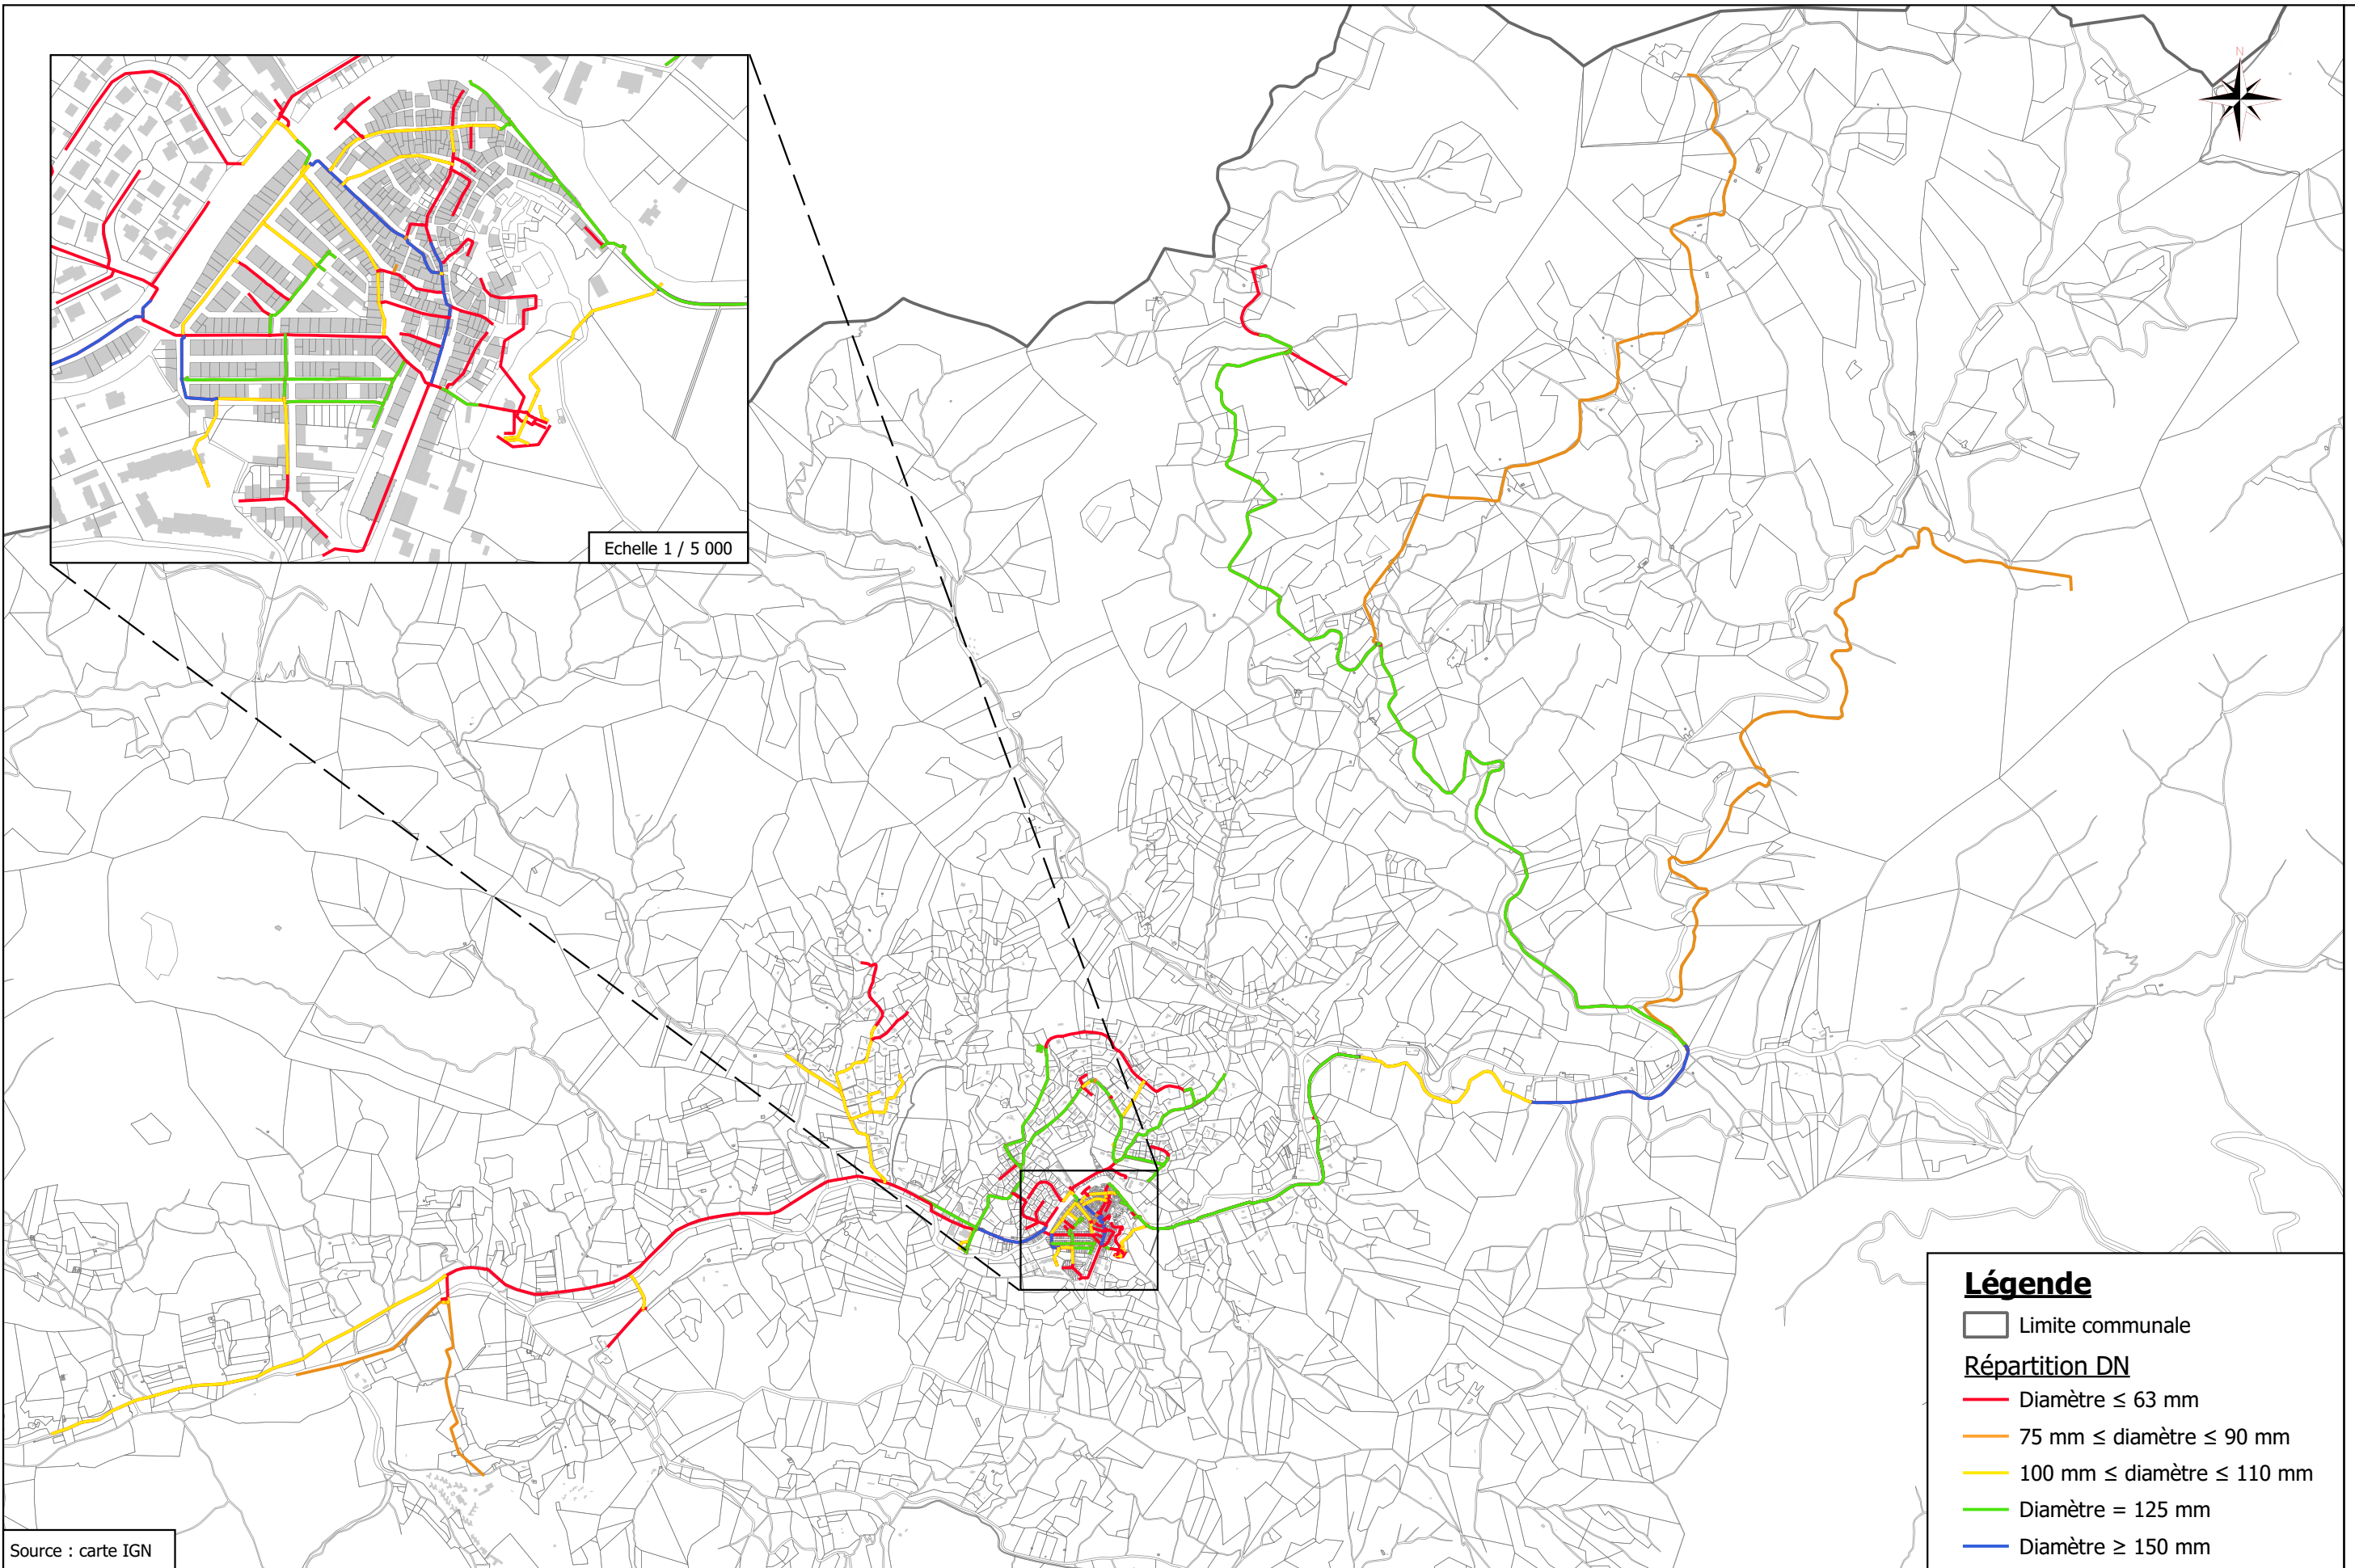 N
Echelle 1 / 5 000
Légende
Limite communale
Répartition DN
Diamètre ≤ 63 mm
75 mm ≤ diamètre ≤ 90 mm
100 mm ≤ diamètre ≤ 110 mm
Diamètre = 125 mm
Diamètre ≥ 150 mm
Source : carte IGN